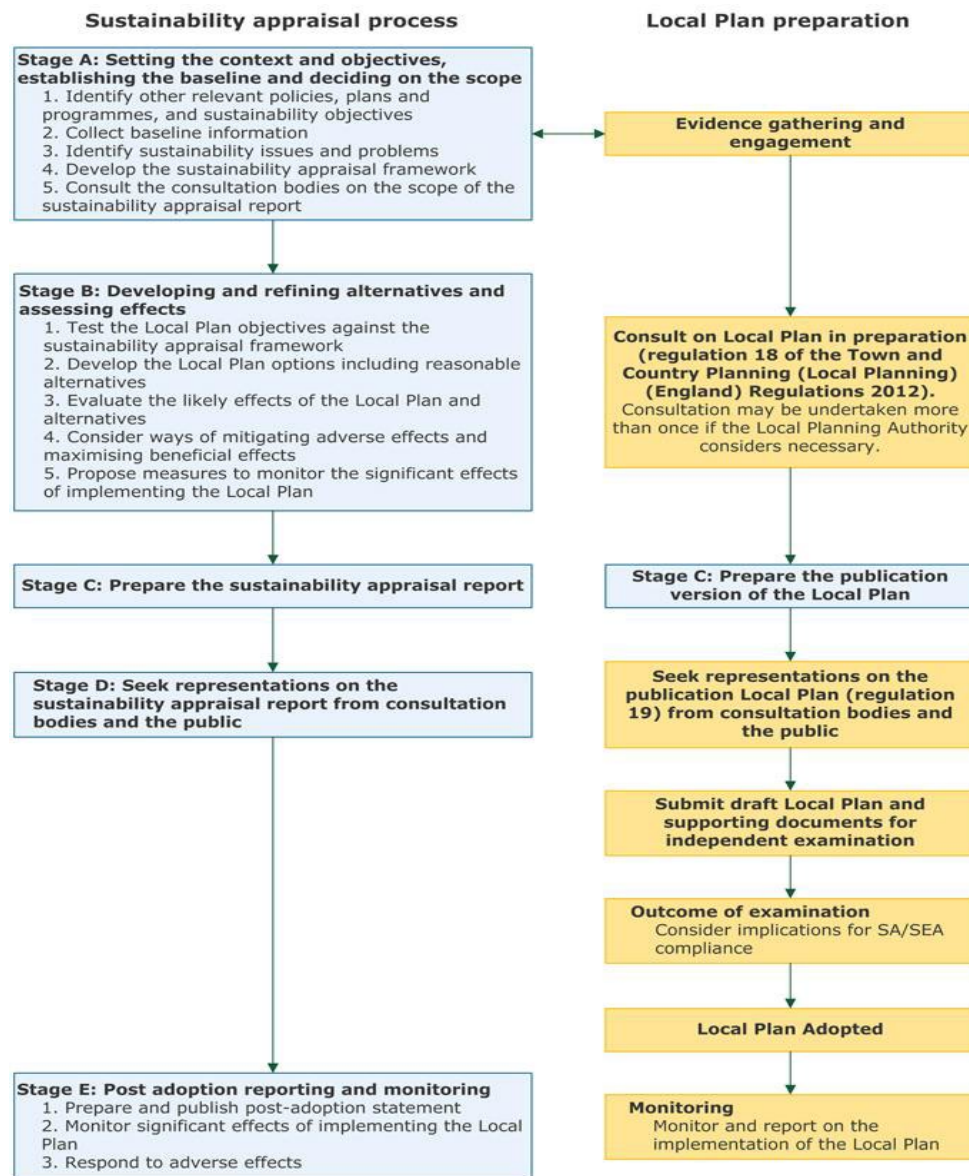 Sustainability appraisal process
Local Plan preparation
Stage A: Setting the context and objectives,
establishing the baseline and deciding on the scope
1. Identify other relevant policies, plans and
programmes, and sustainability objectives
2. Collect baseline information
3. Identify sustainability issues and problems
4. Develop the sustainability appraisal framework
5. Consult the consultation bodies on the scope of the
sustainability appraisal report
Evidence gathering and
engagement
Stage B: Developing and refining alternatives and
assessing effects
1. Test the Local Plan objectives against the
sustainability appraisal framework
2. Develop the Local Plan options including reasonable
alternatives
3. Evaluate the likely effects of the Local Plan and
alternatives
4. Consider ways of mitigating adverse effects and
maximising beneficial effects
5. Propose measures to monitor the significant effects
of implementing the Local Plan
Consult on Local Plan in preparation
(regulation 18 of the Town and
Country Planning (Local Planning)
(England) Regulations 2012).
Consultation may be undertaken more
than once if the Local Planning Authority
considers necessary.
Stage C: Prepare the sustainability appraisal report
Stage C: Prepare the publication
version of the Local Plan
Stage D: Seek representations on the
sustainability appraisal report from consultation
bodies and the public
Seek representations on the
publication Local Plan (regulation
19) from consultation bodies and
the public
Submit draft Local Plan and
supporting documents for
independent examination
Outcome of examination
Consider implications for SA/SEA
compliance
Local Plan Adopted
Stage E: Post adoption reporting and monitoring
1. Prepare and publish post-adoption statement
2. Monitor significant effects of implementing the Local
Plan
3. Respond to adverse effects
Monitoring
Monitor and report on the
implementation of the Local Plan